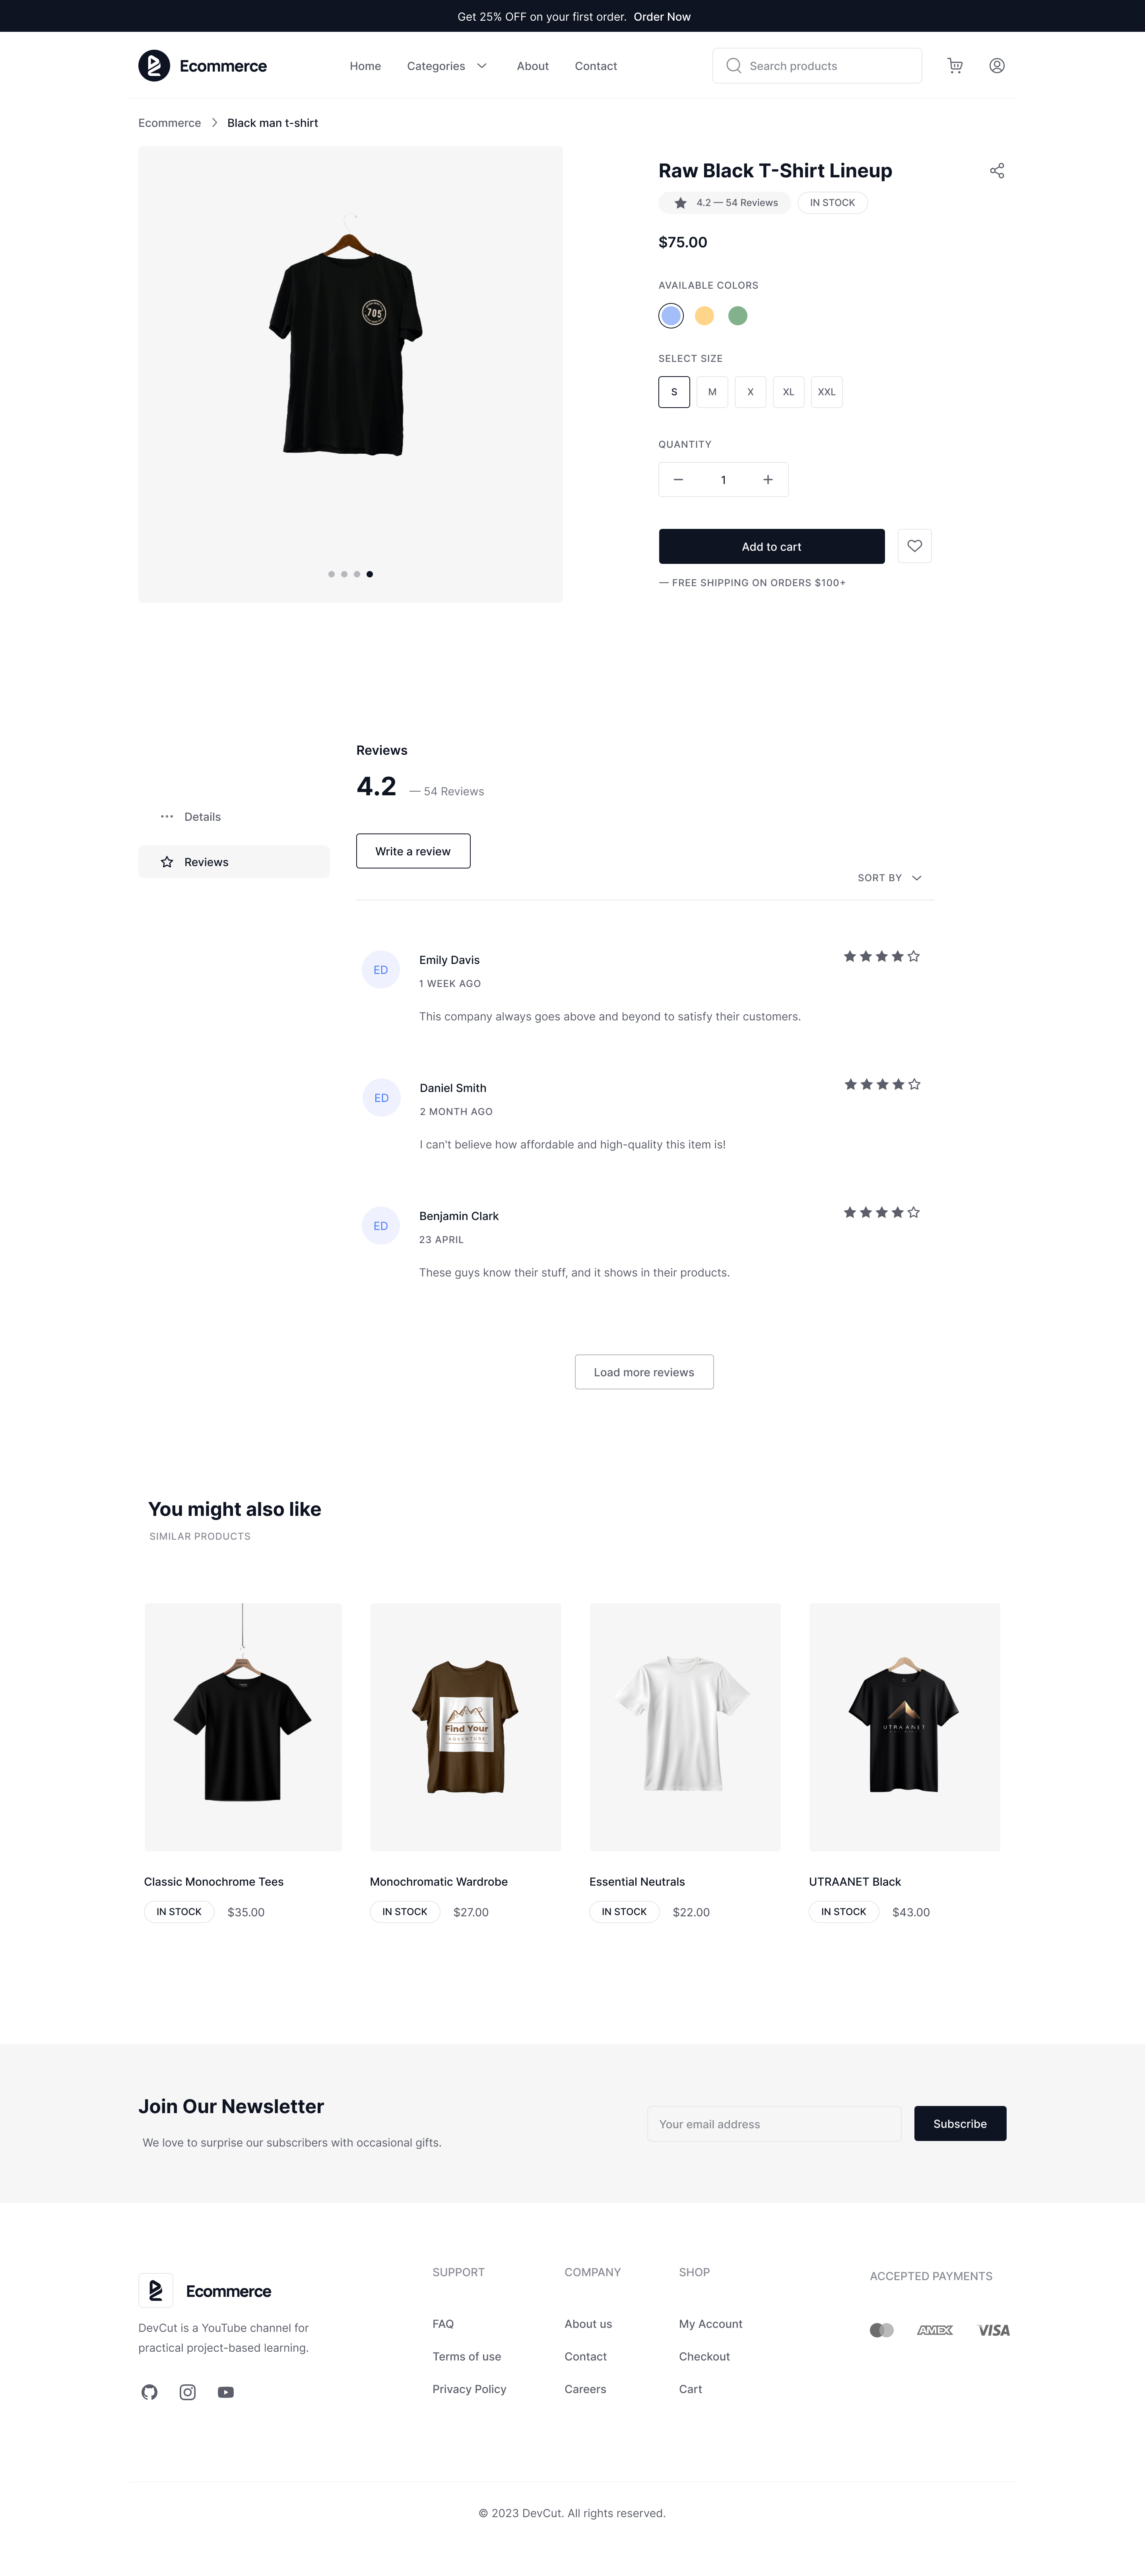 Get 25% OFF on your first order. Order Now
Ecommerce
Home
Categories
About
Contact
Search products
Ecommerce
Black man t-shirt
705
Raw Black T-Shirt Lineup
4.2 — 54 Reviews
IN STOCK
$75.00
AVAILABLE COLORS
SELECT SIZE
S
M
X
XL
XXL
QUANTITY
1
Add to cart
— FREE SHIPPING ON ORDERS $100+
Details
Reviews
Reviews
4.2 — 54 Reviews
Write a review
SORT BY
ED
Emily Davis
1 WEEK AGO
This company always goes above and beyond to satisfy their customers.
ED
Daniel Smith
2 MONTH AGO
I can't believe how affordable and high-quality this item is!
ED
Benjamin Clark
23 APRIL
These guys know their stuff, and it shows in their products.
Load more reviews
You might also like
SIMILAR PRODUCTS
Find Your
ADVENTURE
UTRA ANET
Classic Monochrome Tees
IN STOCK
$35.00
Monochromatic Wardrobe
IN STOCK
$27.00
Essential Neutrals
IN STOCK
$22.00
UTRAANET Black
IN STOCK
$43.00
Join Our Newsletter
We love to surprise our subscribers with occasional gifts.
Your email address
Subscribe
Ecommerce
DevCut is a YouTube channel for
practical project-based learning.
SUPPORT
FAQ
Terms of use
Privacy Policy
COMPANY
About us
Contact
Careers
SHOP
My Account
Checkout
Cart
ACCEPTED PAYMENTS
AMEX
VISA
© 2023 DevCut. All rights reserved.